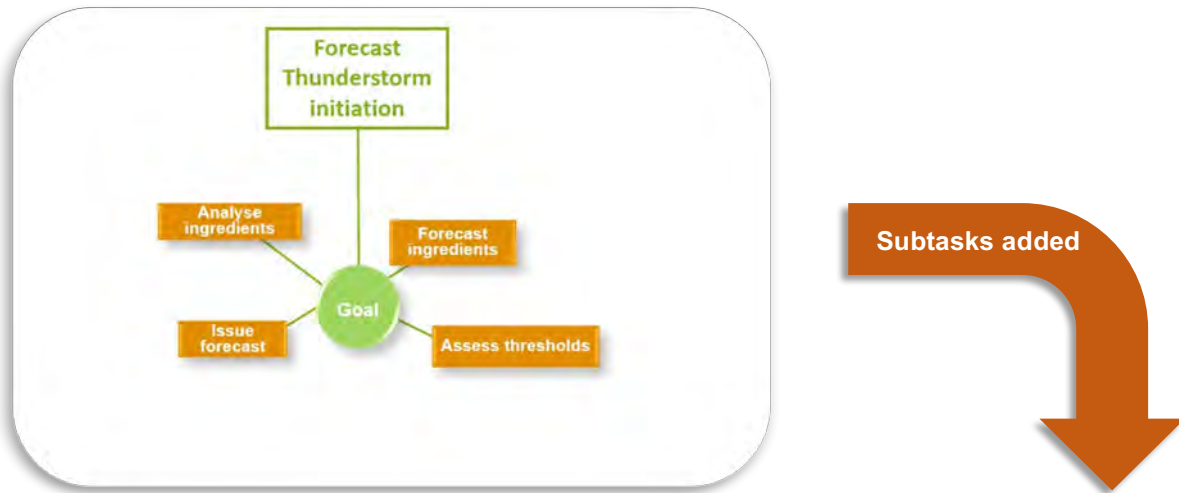 Forecast
Thunderstorm
initiation
Analyse
ingredients
Forecast
ingredients
Goal
Issue
forecast
Assess thresholds
Subtasks added